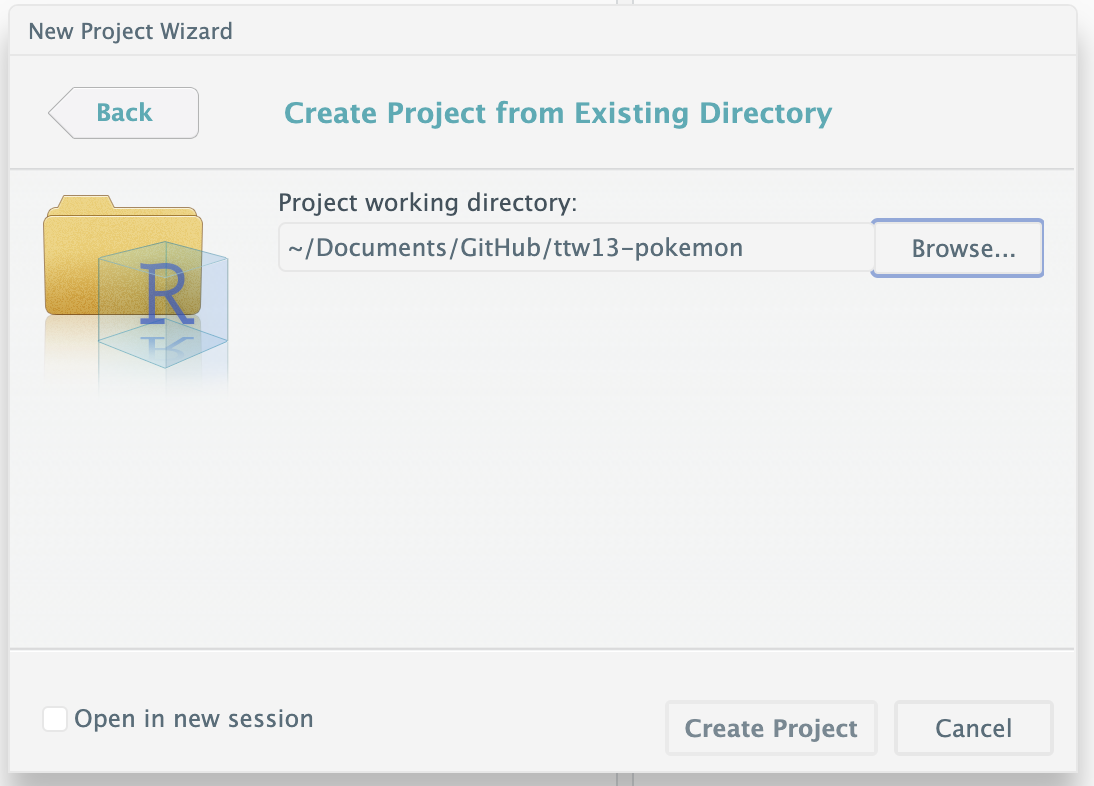 New Project Wizard
Back
Create Project from Existing Directory
R
Project working directory:
~/Documents/GitHub/ttw13-pokemon
Browse...
Open in new session
Create Project
Cancel